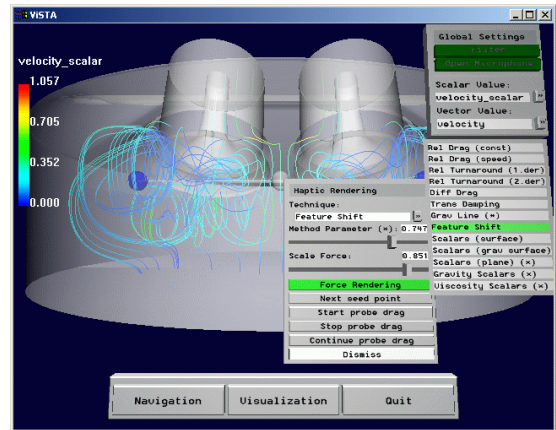 ViSTA
velocity_scalar
1.057
0.705
0.352
0.000
Global Settings
Filter
Open Microphone
Scalar Value:
velocity_scalar
Vector Value:
velocity
Rel Drag (const)
Rel Drag (speed)
Rel Turnaround (1.der)
Rel Turnaround (2.der)
Diff Drag
Trans Damping
Grav Line (*)
Feature Shift
Scalars (surface)
Scalars (grav surface)
Scalars (plane) (*)
Gravity Scalars (*)
Viscosity Scalars (*)
Haptic Rendering
Technique:
Feature Shift
Method Parameter (*): 0.747
Scale Force: 0.851
Force Rendering
Next seed point
Start probe drag
Stop probe drag
Continue probe drag
Dismiss
Navigation
Visualization
Quit